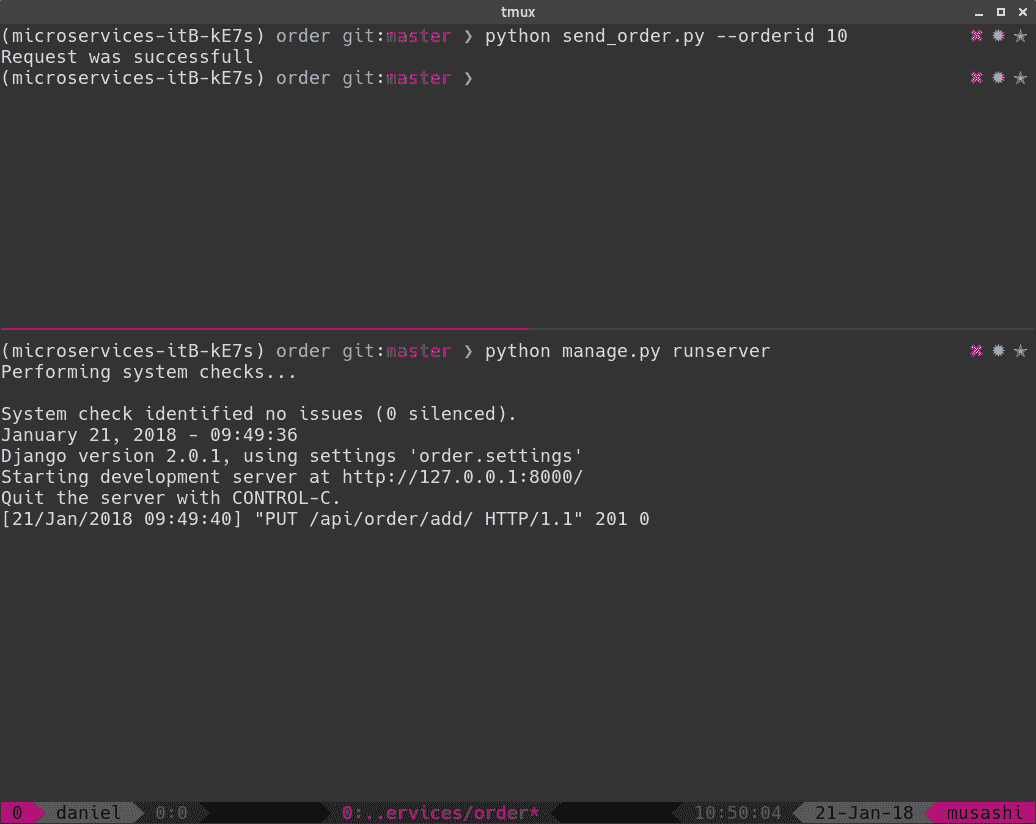 tmux
(microservices-itB-kE7s) order git:master ❯ python send_order.py --orderid 10
Request was successfull
(microservices-itB-kE7s) order git:master ❯
(microservices-itB-kE7s) order git:master ❯ python manage.py runserver
Performing system checks...
System check identified no issues (0 silenced).
January 21, 2018 - 09:49:36
Django version 2.0.1, using settings 'order.settings'
Starting development server at http://127.0.0.1:8000/
Quit the server with CONTROL-C.
[21/Jan/2018 09:49:40] "PUT /api/order/add/ HTTP/1.1" 201 0
0 daniel 0:0 0:..ervices/order* 10:50:04 21-Jan-18 musashi